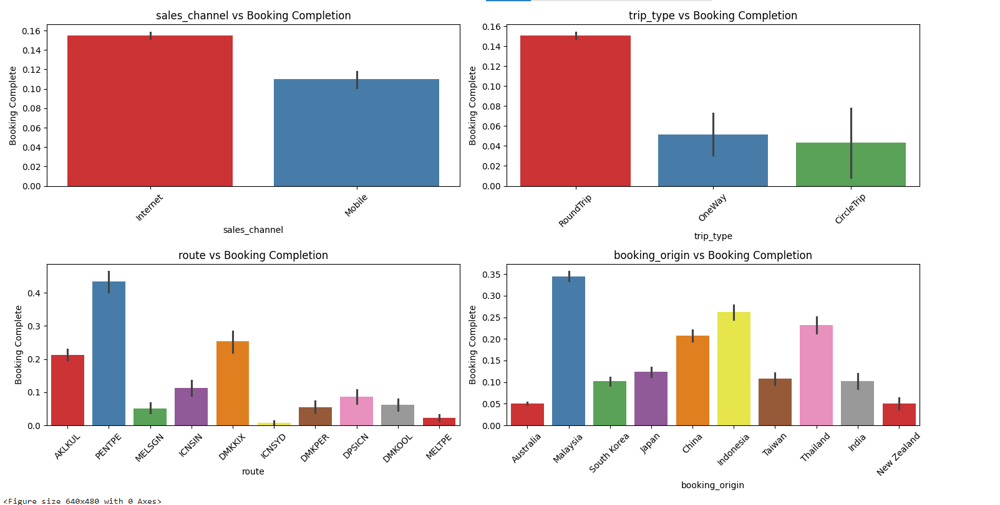 sales_channel vs Booking Completion
Booking Complete
0.16
0.14
0.12
0.10
0.08
0.06
0.04
0.02
0.00
Internet
Mobile
sales_channel
trip_type vs Booking Completion
Booking Complete
0.16
0.14
0.12
0.10
0.08
0.06
0.04
0.02
0.00
RoundTrip
OneWay
CircleTrip
trip_type
route vs Booking Completion
Booking Complete
0.4
0.3
0.2
0.1
0.0
AKLKUL
PENTPE
MELSGN
ICNSIN
DMKKIX
ICNSYD
DMKPER
DPSICN
DMKOOL
MELTPE
route
booking_origin vs Booking Completion
Booking Complete
0.35
0.30
0.25
0.20
0.15
0.10
0.05
0.00
Australia
Malaysia
South Korea
Japan
China
Indonesia
Taiwan
Thailand
India
New Zealand
booking_origin
<Figure size 640x480 with 0 Axes>